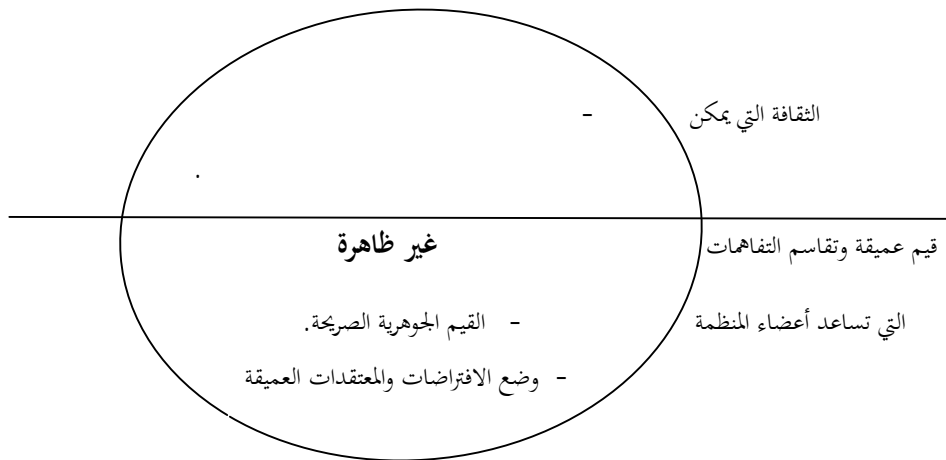 الثقافة التي يمكن -
.
قيم عميقة وتقاسم التفاهمات
غير ظاهرة
التي تساعد أعضاء المنظمة
- القيم الجوهرية الصريحة.
- وضع الافتراضات والمعتقدات العميقة